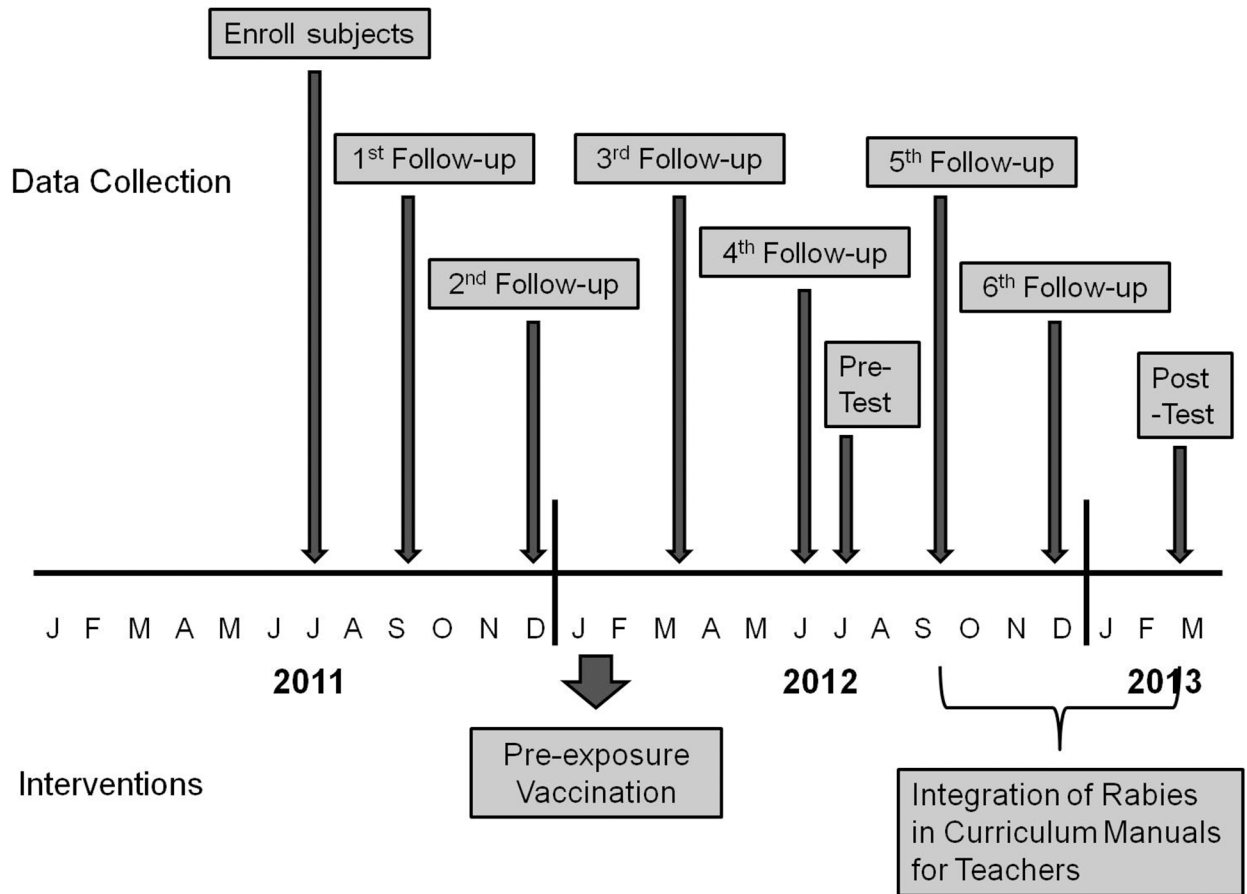 Enroll subjects
1st Follow-up
3rd Follow-up
5th Follow-up
Data Collection
4th Follow-up
2nd Follow-up
6th Follow-up
Pre-
Test
Post
-Test
J F M A M J J A S O N D J F M A M J J A S O N D J F M
2011
2012
2013
Pre-exposure
Vaccination
Interventions
Integration of Rabies
in Curriculum Manuals
for Teachers